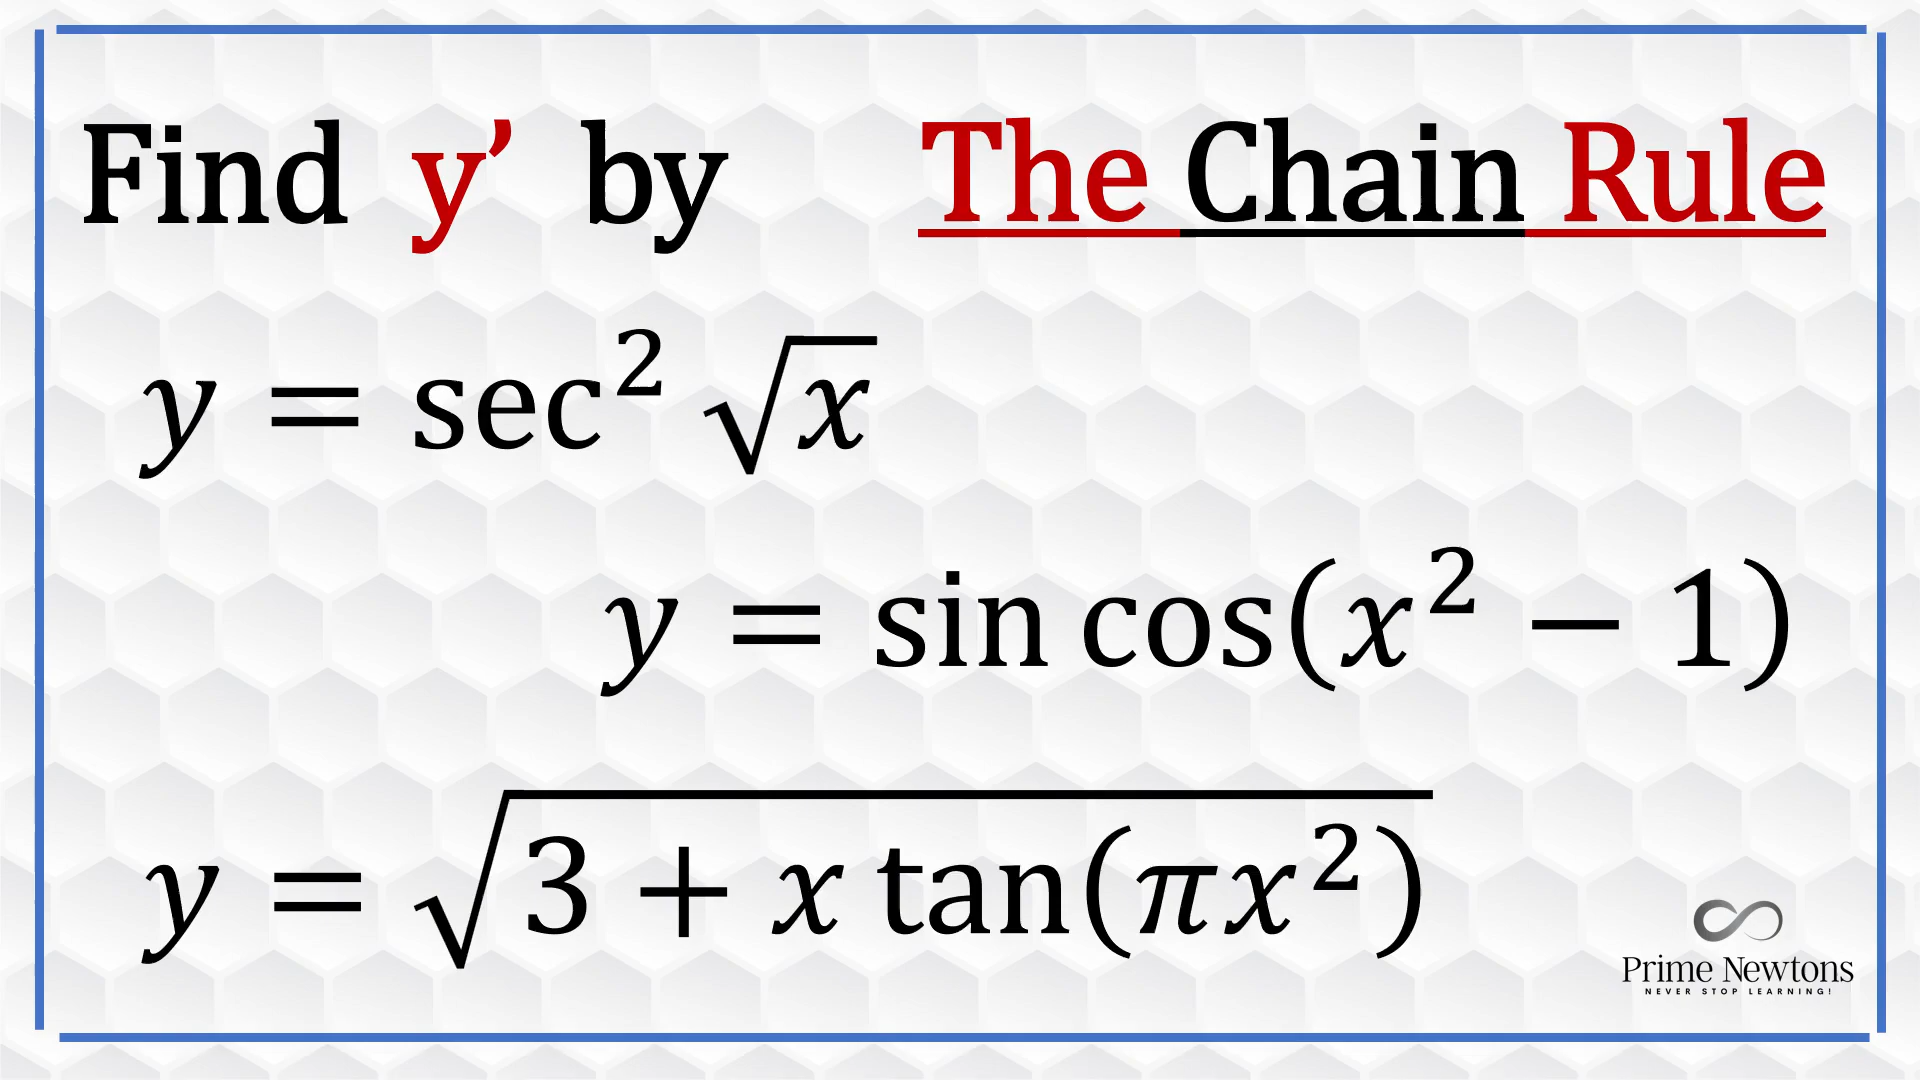 Find y’ by The Chain Rule
y = sec² √x
y = sin cos(x² − 1)
y = √(3 + x tan(πx²))
Prime Newtons
NEVER STOP LEARNING!